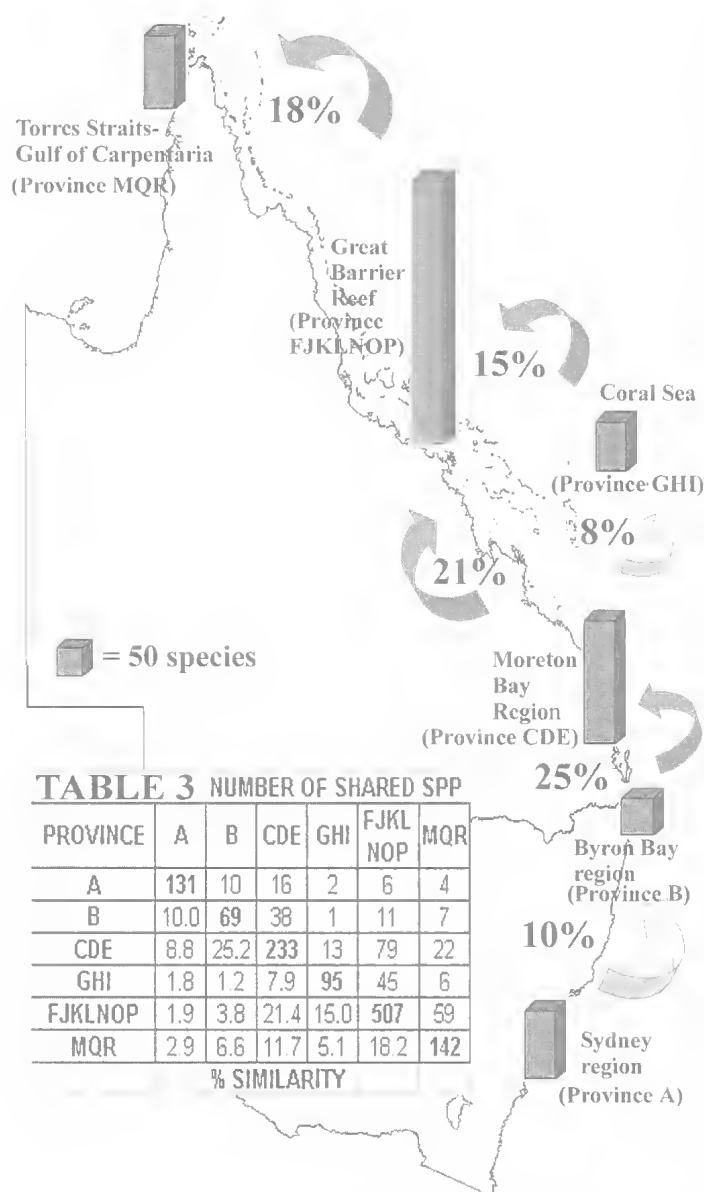 18%
Torres Straits-
Gulf of Carpentaria
(Province MQR)
Great
Barrier
Reef
(Province
FJKLNOP)
15%
Coral Sea
(Province GHI)
8%
21%
= 50 species
Moreton
Bay
Region
(Province CDE)
25%
Byron Bay
region
(Province B)
10%
Sydney
region
(Province A)
TABLE 3 NUMBER OF SHARED SPP
PROVINCE A B CDE GHI FJKL NOP MQR
A 131 10 16 2 6 4
B 10.0 69 38 1 11 7
CDE 8.8 25.2 233 13 79 22
GHI 1.8 1.2 7.9 95 45 6
FJKLNOP 1.9 3.8 21.4 15.0 507 59
MQR 2.9 6.6 11.7 5.1 18.2 142
% SIMILARITY